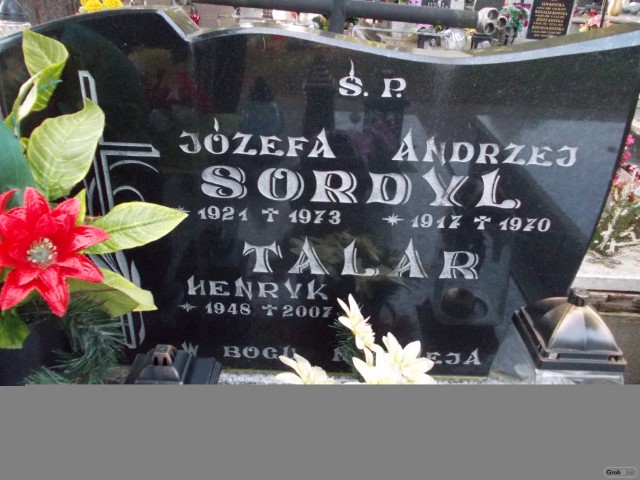 Ś. P.
JÓZEFA ANDRZEJ
SORDYL
* 1921 ✝ 1973 * 1917 ✝ 1970
TALAR
HENRYK
* 1948 ✝ 2007
W BOGU